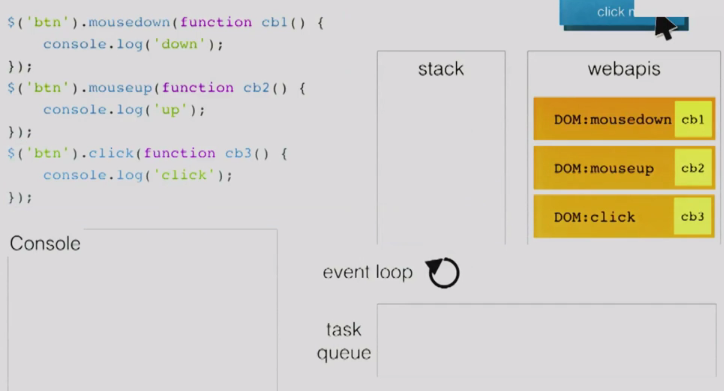 $('btn').mousedown(function cb1() {
    console.log('down');
});
$('btn').mouseup(function cb2() {
    console.log('up');
});
$('btn').click(function cb3() {
    console.log('click');
});
click
stack
webapis
DOM:mousedown cb1
DOM:mouseup cb2
DOM:click cb3
Console
event loop
task
queue